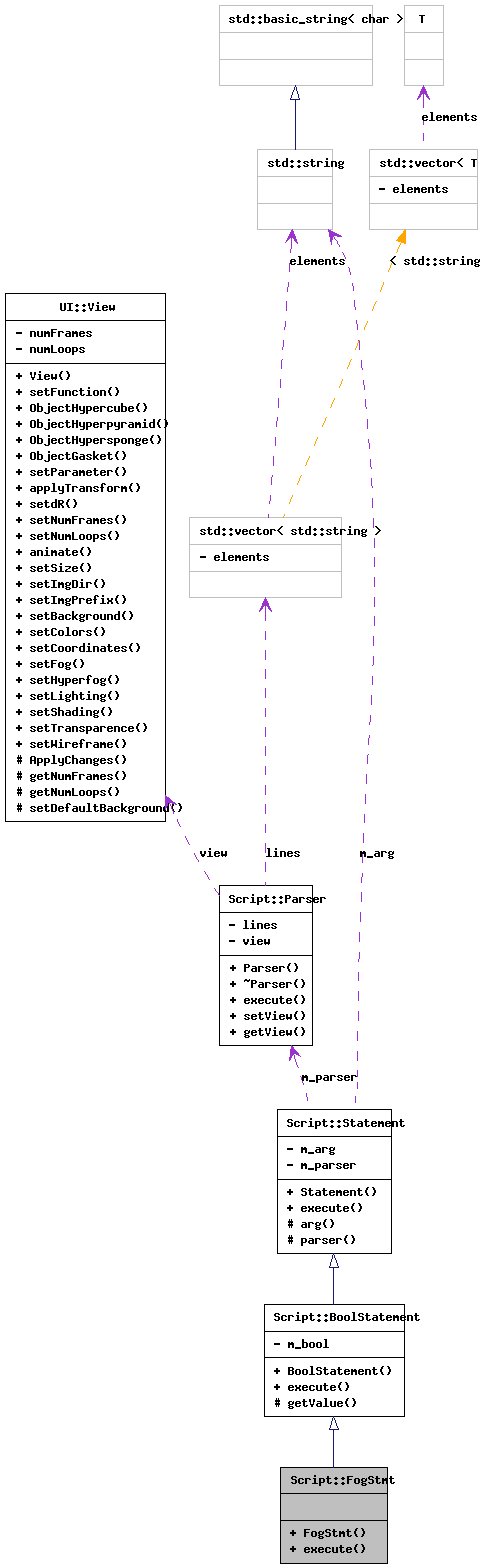 std::basic_string< char >
T
elements
std::string
std::vector< T
- elements
elements
< std::string
UI::View
- numFrames
- numLoops
+ View()
+ setFunction()
+ ObjectHypercube()
+ ObjectHyperpyramid()
+ ObjectHypersponge()
+ ObjectGasket()
+ setParameter()
+ applyTransform()
+ setdR()
+ setNumFrames()
+ setNumLoops()
+ animate()
+ setSize()
+ setImgDir()
+ setImgPrefix()
+ setBackground()
+ setColors()
+ setCoordinates()
+ setFog()
+ setHyperfog()
+ setLighting()
+ setShading()
+ setTransparence()
+ setWireframe()
# ApplyChanges()
# getNumFrames()
# getNumLoops()
# setDefaultBackground()
std::vector< std::string >
- elements
view
lines
m_arg
Script::Parser
- lines
- view
+ Parser()
+ ~Parser()
+ execute()
+ setView()
+ getView()
m_parser
Script::Statement
- m_arg
- m_parser
+ Statement()
+ execute()
# arg()
# parser()
Script::BoolStatement
- m_bool
+ BoolStatement()
+ execute()
# getValue()
Script::FogStmt
+ FogStmt()
+ execute()